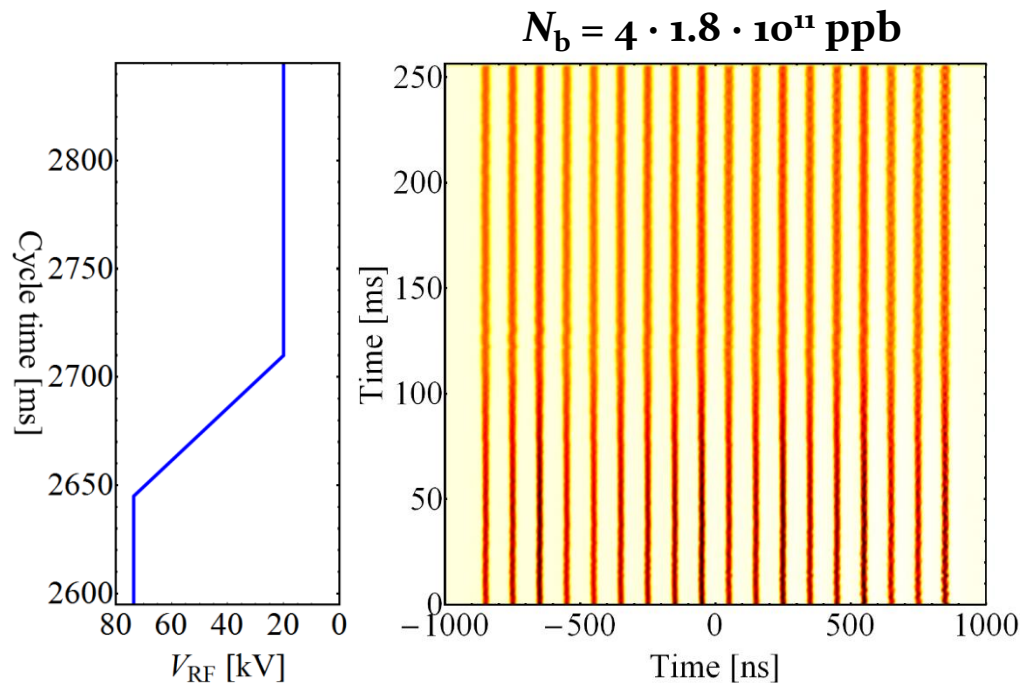 N_b = 4 · 1.8 · 10¹¹ ppb
Cycle time [ms]
2800
2750
2700
2650
2600
80 60 40 20 0
V_RF [kV]
Time [ms]
250
200
150
100
50
0
−1000 −500 0 500 1000
Time [ns]